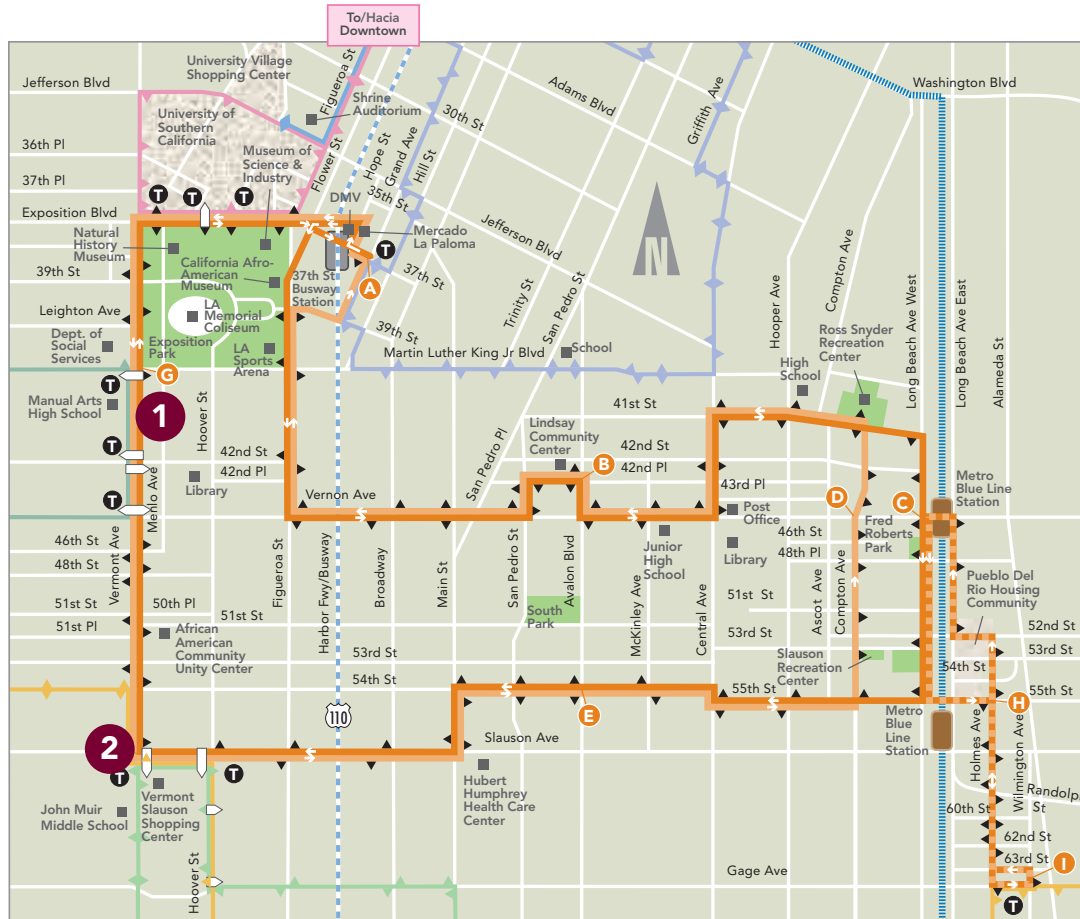 To/Hacia
Downtown
University Village
Shopping Center
Jefferson Blvd
Washington Blvd
Figueroa St
Shrine
Auditorium
Adams Blvd
Griffith Ave
University of
Southern
California
30th St
36th Pl
Museum of
Science &
Industry
Flower St
Hope St
Grand Ave
Hill St
37th Pl
T
T
T
DMV
35th St
Exposition Blvd
Natural
History
Museum
Mercado
La Paloma
T
Jefferson Blvd
N
39th St
California Afro-
American
Museum
37th St
Busway
Station
A
37th St
Trinity St
San Pedro St
Hooper Ave
Compton Ave
Long Beach Ave West
Long Beach Ave East
Alameda St
Leighton Ave
LA
Memorial
Coliseum
39th St
Dept. of
Social
Services
Exposition
Park
LA
Sports
Arena
Martin Luther King Jr Blvd
School
Ross Snyder
Recreation
Center
High
School
G
T
Manual Arts
High School
1
Hoover St
41st St
Lindsay
Community
Center
42nd St
42nd St
T
42nd Pl
42nd Pl
B
San Pedro Pl
43rd Pl
Library
Menlo Ave
Vernon Ave
T
Post
Office
D
C
Metro
Blue Line
Station
Fred
Roberts
Park
46th St
46th St
48th St
48th Pl
Junior
High
School
Library
Vermont Ave
Figueroa St
Harbor Fwy/Busway
Broadway
Main St
San Pedro St
Avalon Blvd
McKinley Ave
Central Ave
Ascot Ave
Compton Ave
Pueblo Del
Rio Housing
Community
51st St
50th Pl
51st St
51st St
51st Pl
South
Park
African
American
Community
Unity Center
52nd St
53rd St
53rd St
53rd St
Slauson
Recreation
Center
54th St
54th St
55th St
55th St
E
H
110
Metro
Blue
Line
Station
2
Slauson Ave
T
T
Holmes Ave
Wilmington Ave
John Muir
Middle School
Vermont
Slauson
Shopping
Center
Hubert
Humphrey
Health Care
Center
Randolph
St
60th St
62nd St
Hoover St
63rd St
I
Gage Ave
T